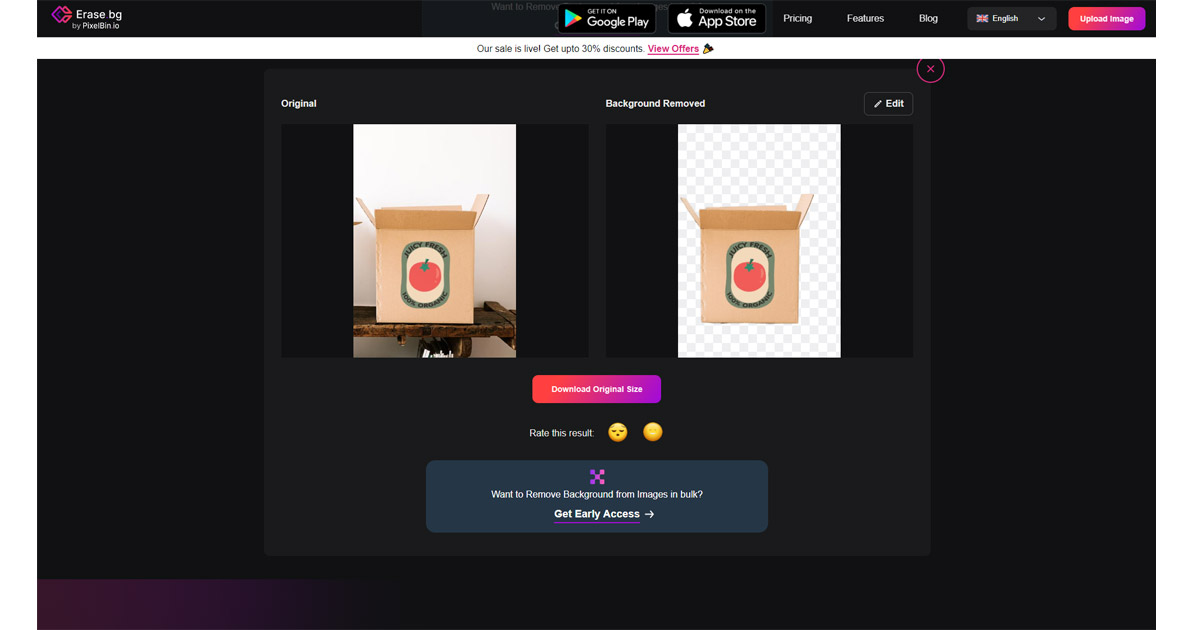 Erase.bg
by PixelBin.io
Want to Remove
GET IT ON
Google Play
Download on the
App Store
Pricing
Features
Blog
English
Upload Image
Our sale is live! Get upto 30% discounts. View Offers
Original
Background Removed
Edit
JUICY FRESH
100% ORGANIC
JUICY FRESH
100% ORGANIC
Download Original Size
Rate this result:
Want to Remove Background from Images in bulk?
Get Early Access →